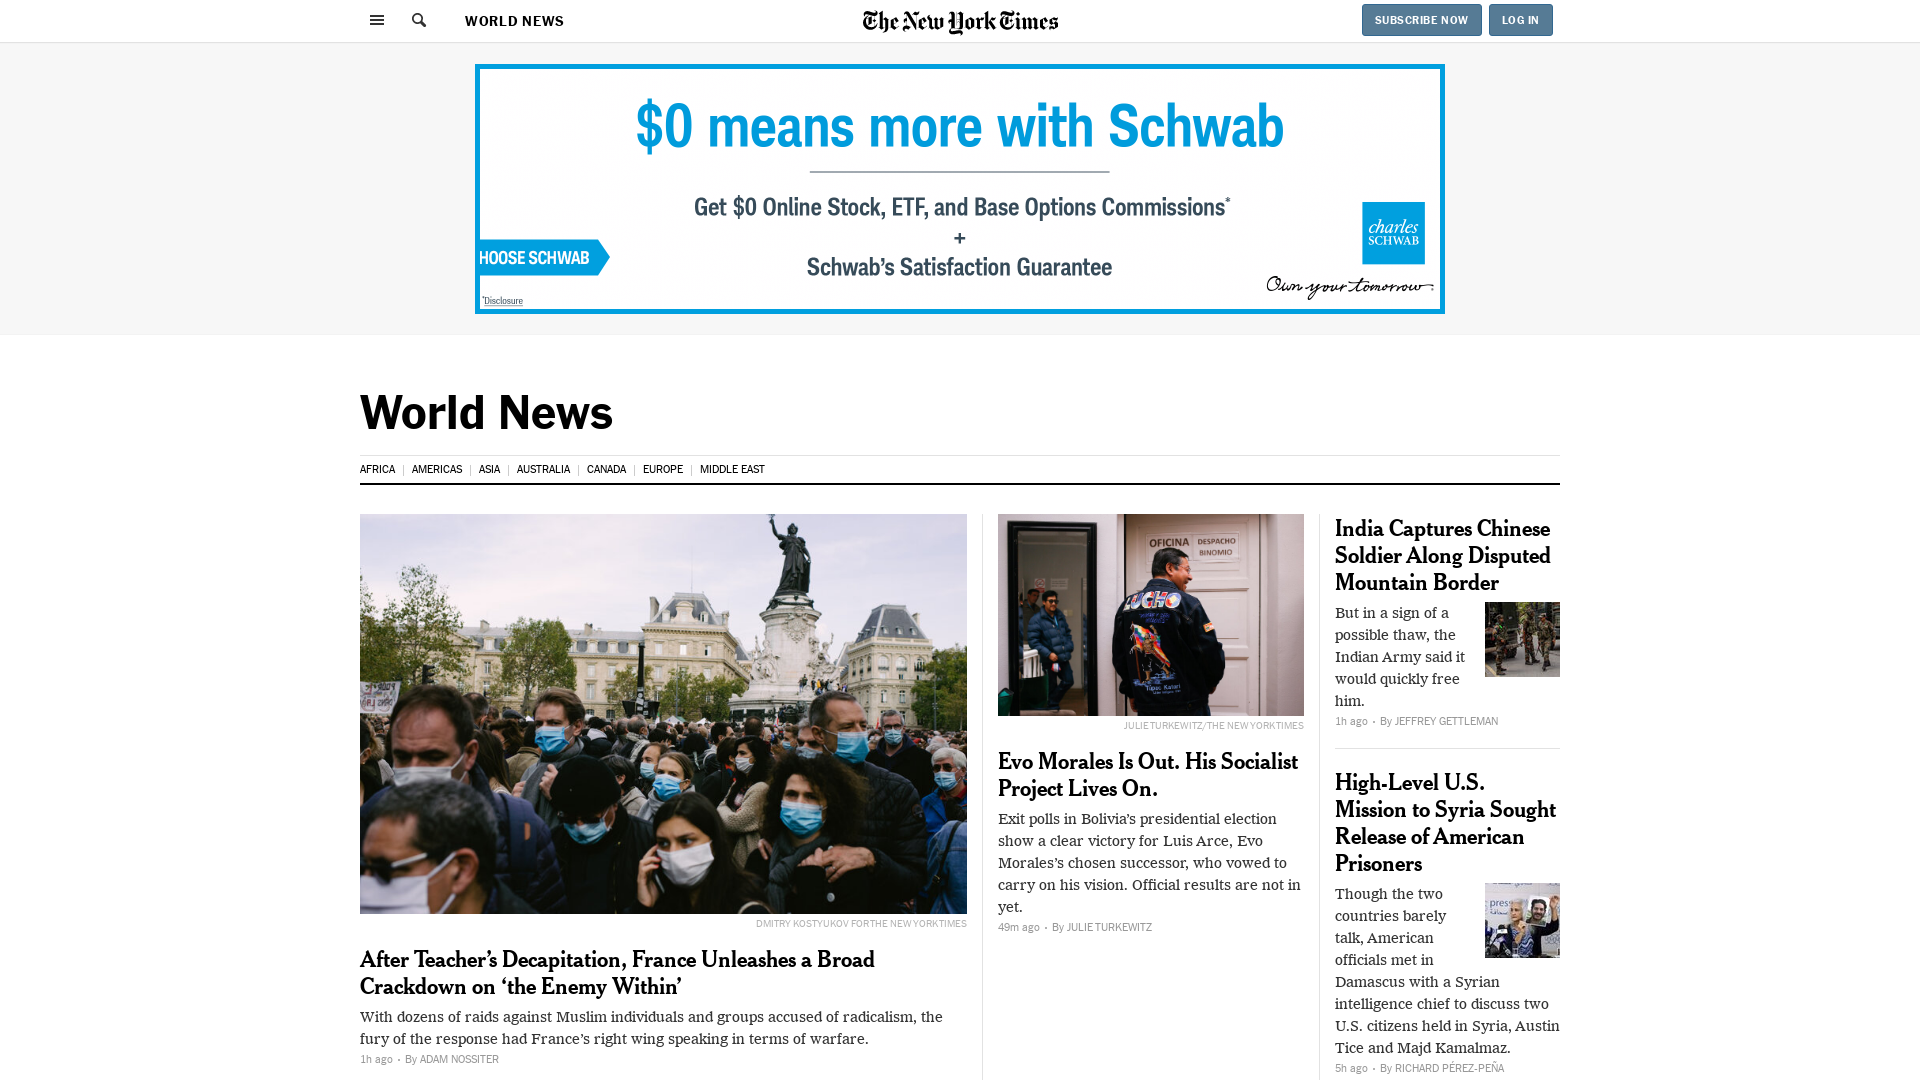 WORLD NEWS
The New York Times
SUBSCRIBE NOW
LOG IN
$0 means more with Schwab
Get $0 Online Stock, ETF, and Base Options Commissions*
+
Schwab's Satisfaction Guarantee
HOOSE SCHWAB
*Disclosure
charles
SCHWAB
Own your tomorrow
World News
AFRICA
AMERICAS
ASIA
AUSTRALIA
CANADA
EUROPE
MIDDLE EAST
DMITRY KOSTYUKOV FOR THE NEW YORK TIMES
After Teacher’s Decapitation, France Unleashes a Broad
Crackdown on ‘the Enemy Within’
With dozens of raids against Muslim individuals and groups accused of radicalism, the
fury of the response had France’s right wing speaking in terms of warfare.
1h ago • By ADAM NOSSITER
OFICINA
DESPACHO
BINOMIO
LUCHO
JULIE TURKEWITZ/THE NEW YORK TIMES
Evo Morales Is Out. His Socialist
Project Lives On.
Exit polls in Bolivia’s presidential election
show a clear victory for Luis Arce, Evo
Morales’s chosen successor, who vowed to
carry on his vision. Official results are not in
yet.
49m ago • By JULIE TURKEWITZ
India Captures Chinese
Soldier Along Disputed
Mountain Border
But in a sign of a
possible thaw, the
Indian Army said it
would quickly free
him.
1h ago • By JEFFREY GETTLEMAN
High-Level U.S.
Mission to Syria Sought
Release of American
Prisoners
Though the two
countries barely
talk, American
officials met in
Damascus with a Syrian
intelligence chief to discuss two
U.S. citizens held in Syria, Austin
Tice and Majd Kamalmaz.
5h ago • By RICHARD PÉREZ-PEÑA